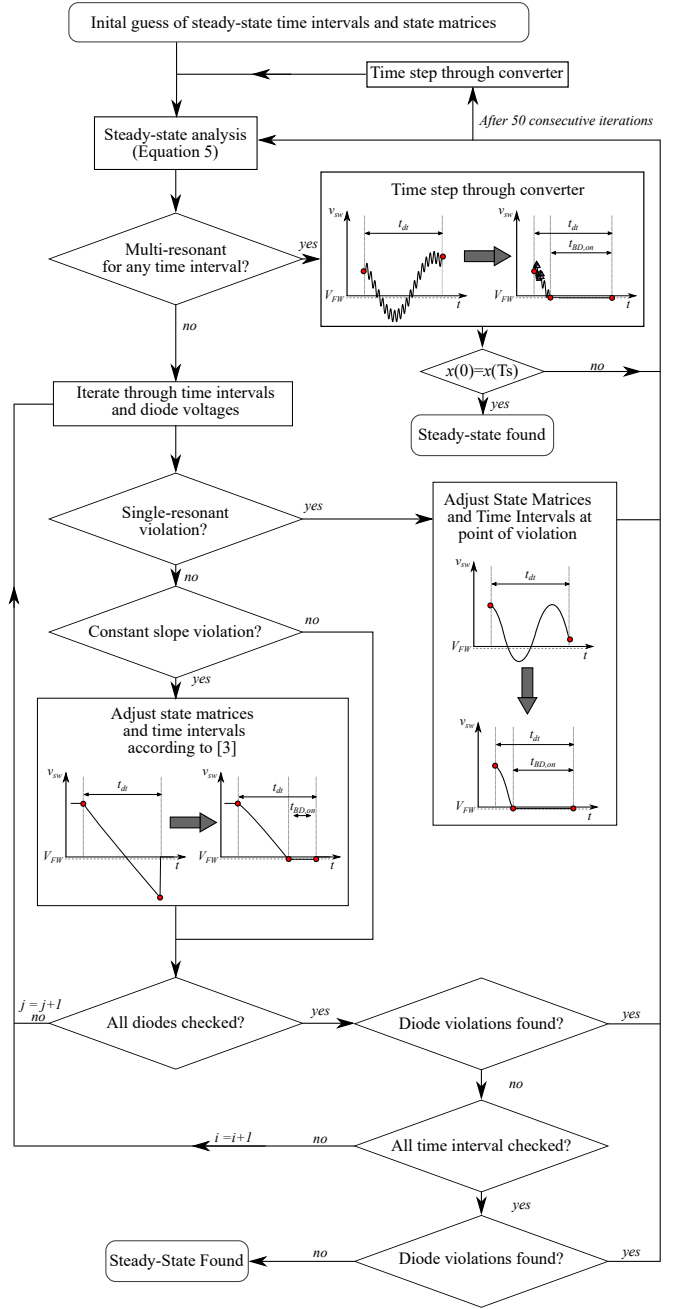 Inital guess of steady-state time intervals and state matrices
Time step through converter
After 50 consecutive iterations
Steady-state analysis
(Equation 5)
Time step through converter
v_sw
t_dt
V_FW
t
v_sw
t_dt
t_BD,on
V_FW
t
Multi-resonant
for any time interval?
yes
no
x(0)=x(Ts)
no
yes
Steady-state found
Iterate through time intervals
and diode voltages
Single-resonant
violation?
yes
no
Adjust State Matrices
and Time Intervals at
point of violation
v_sw
t_dt
V_FW
t
v_sw
t_dt
t_BD,on
V_FW
t
Constant slope violation?
no
yes
Adjust state matrices
and time intervals
according to [3]
v_sw
t_dt
V_FW
t
v_sw
t_dt
t_BD,on
V_FW
t
j = j+1
no
All diodes checked?
yes
Diode violations found?
yes
no
i =i+1
no
All time interval checked?
yes
Steady-State Found
no
Diode violations found?
yes